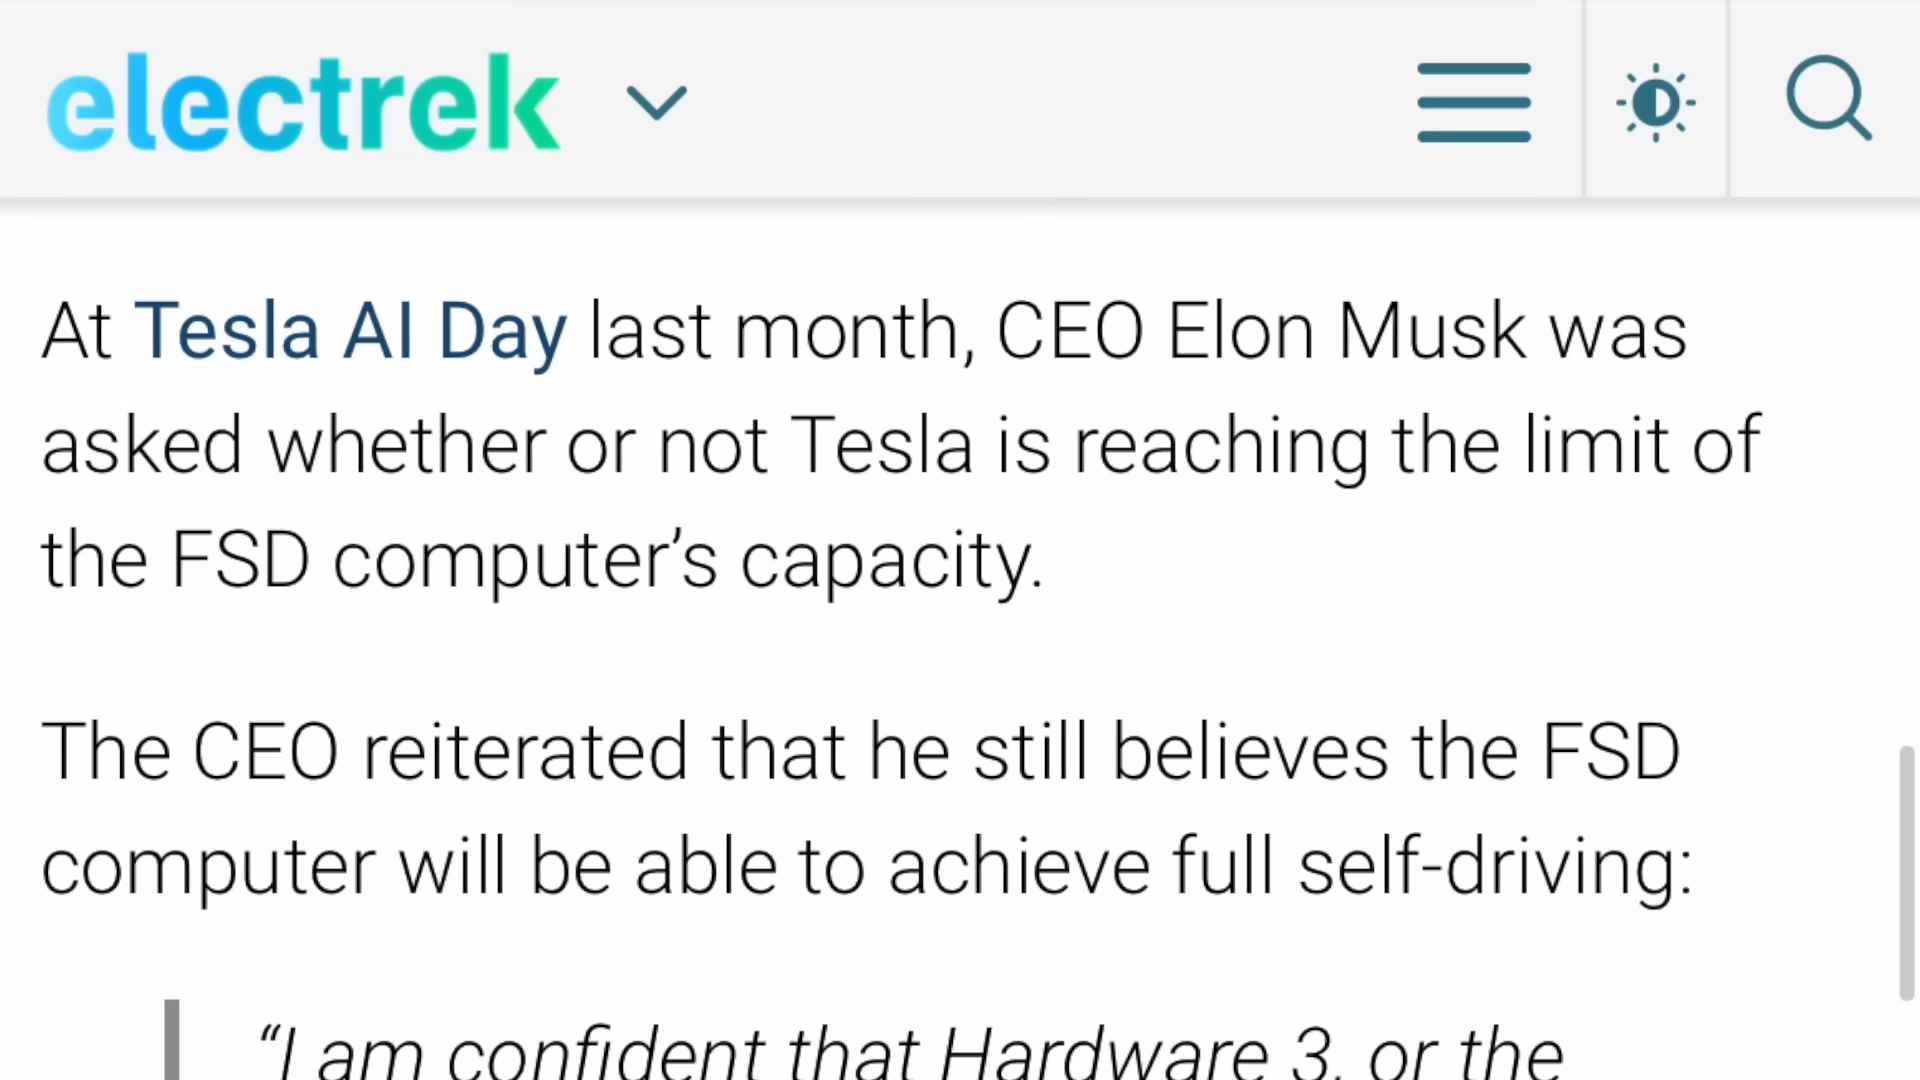 electrek
At Tesla AI Day last month, CEO Elon Musk was
asked whether or not Tesla is reaching the limit of
the FSD computer’s capacity.
The CEO reiterated that he still believes the FSD
computer will be able to achieve full self-driving:
“I am confident that Hardware 3, or the